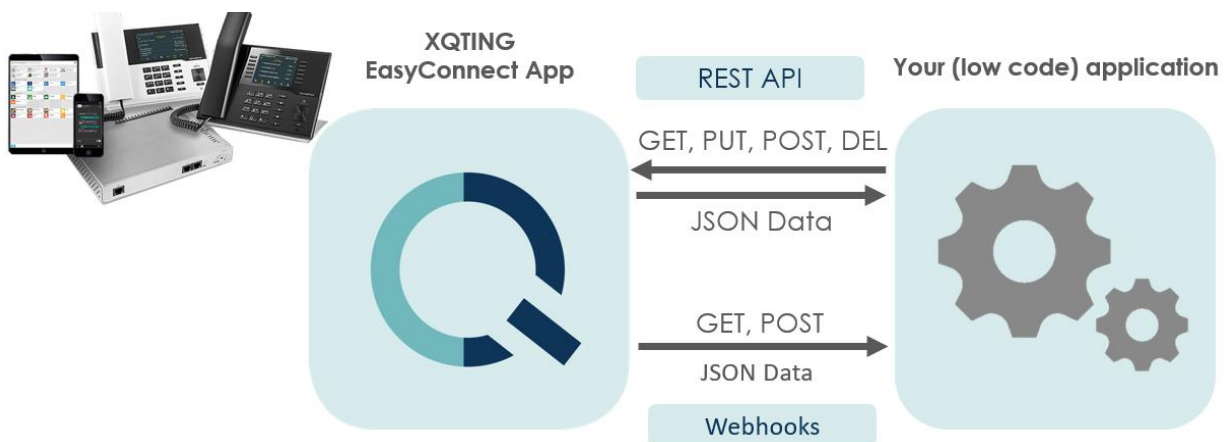 XQTING
EasyConnect App
REST API
Your (low code) application
GET, PUT, POST, DEL
JSON Data
GET, POST
JSON Data
Webhooks